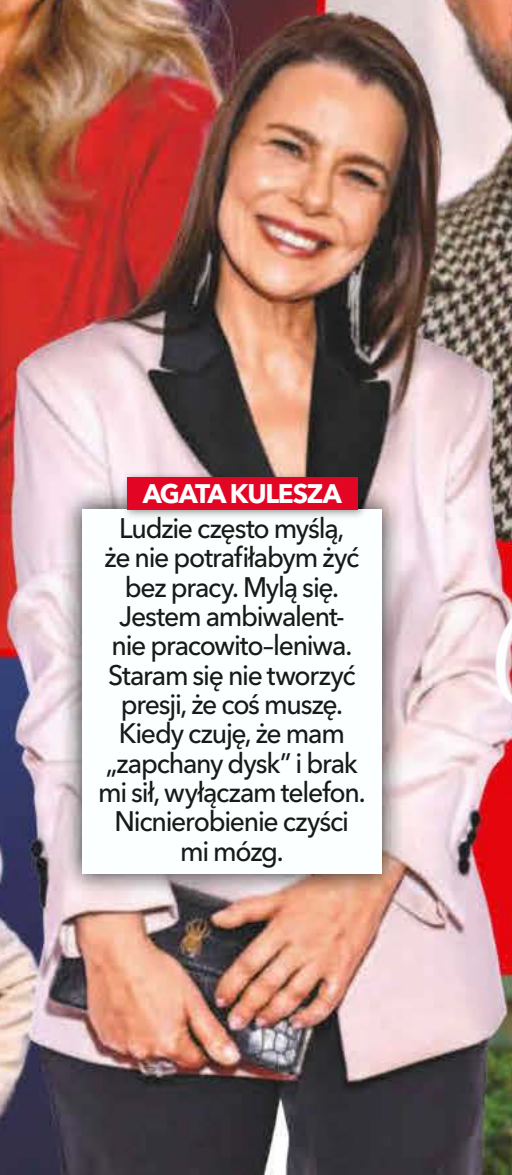 AGATA KULESZA
Ludzie często myślą,
że nie potrafiłabym żyć
bez pracy. Mylą się.
Jestem ambiwalent-
nie pracowito–leniwa.
Staram się nie tworzyć
presji, że coś muszę.
Kiedy czuję, że mam
„zapchany dysk” i brak
mi sił, wyłączam telefon.
Nicnierobienie czyści
mi mózg.